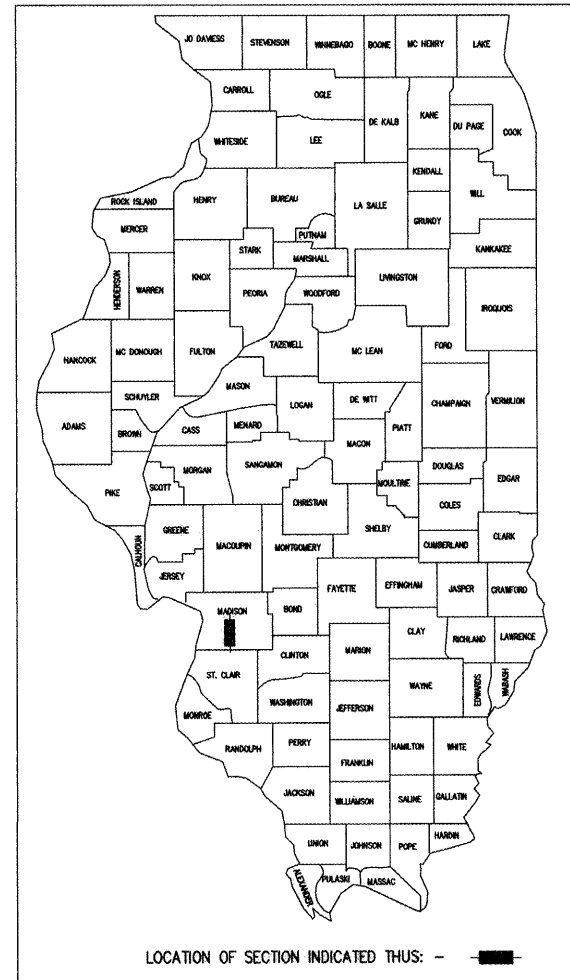 JO DAVIESS STEVENSON WINNEBAGO BOONE MC HENRY LAKE
CARROLL OGLE
DE KALB KANE DU PAGE COOK
WHITESIDE LEE
KENDALL WILL
ROCK ISLAND HENRY BUREAU LA SALLE
MERCER PUTNAM GRUNDY
STARK MARSHALL KANKAKEE
HENDERSON WARREN KNOX PEORIA WOODFORD LIVINGSTON
IROQUOIS
TAZEWELL FORD
HANCOCK MC DONOUGH FULTON MC LEAN
MASON
SCHUYLER LOGAN DE WITT CHAMPAIGN VERMILION
ADAMS BROWN CASS MENARD MACON PIATT
SANGAMON DOUGLAS
PIKE SCOTT MORGAN MOULTRIE EDGAR
CHRISTIAN COLES
GREENE MACOUPIN SHELBY
CALHOUN MONTGOMERY CUMBERLAND CLARK
JERSEY FAYETTE EFFINGHAM JASPER CRAWFORD
MADISON BOND
CLAY RICHLAND LAWRENCE
CLINTON MARION
ST. CLAIR WAYNE EDWARDS WABASH
WASHINGTON JEFFERSON
MONROE
RANDOLPH PERRY HAMILTON WHITE
FRANKLIN
JACKSON WILLIAMSON SALINE GALLATIN
UNION JOHNSON POPE HARDIN
ALEXANDER PULASKI MASSAC
LOCATION OF SECTION INDICATED THUS: -